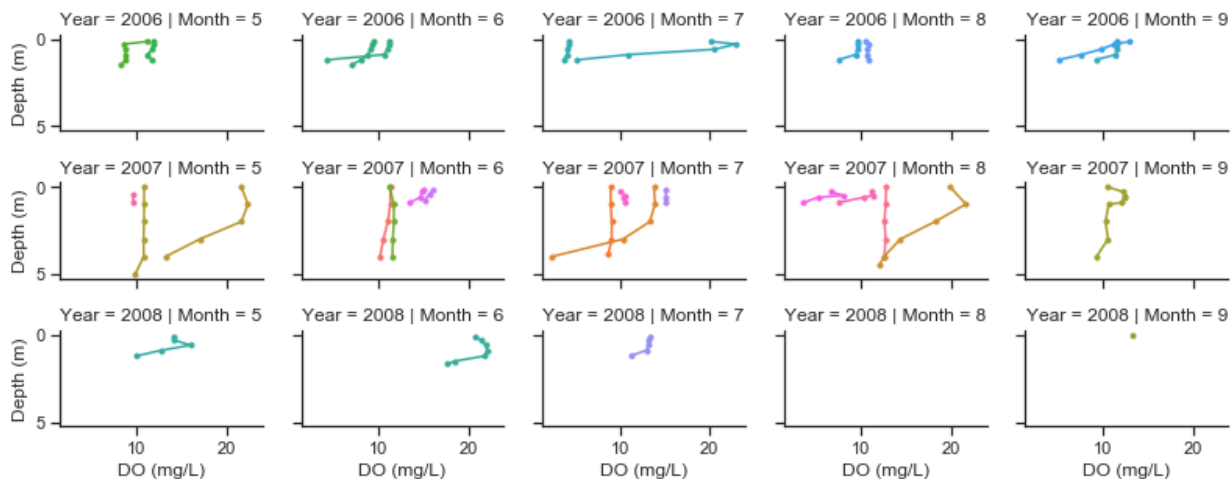 Year = 2006 | Month = 5 Year = 2006 | Month = 6 Year = 2006 | Month = 7 Year = 2006 | Month = 8 Year = 2006 | Month = 9
0
Depth (m)
5
Year = 2007 | Month = 5 Year = 2007 | Month = 6 Year = 2007 | Month = 7 Year = 2007 | Month = 8 Year = 2007 | Month = 9
0
Depth (m)
5
Year = 2008 | Month = 5 Year = 2008 | Month = 6 Year = 2008 | Month = 7 Year = 2008 | Month = 8 Year = 2008 | Month = 9
0
Depth (m)
5
10 20 10 20 10 20 10 20 10 20
DO (mg/L) DO (mg/L) DO (mg/L) DO (mg/L) DO (mg/L)